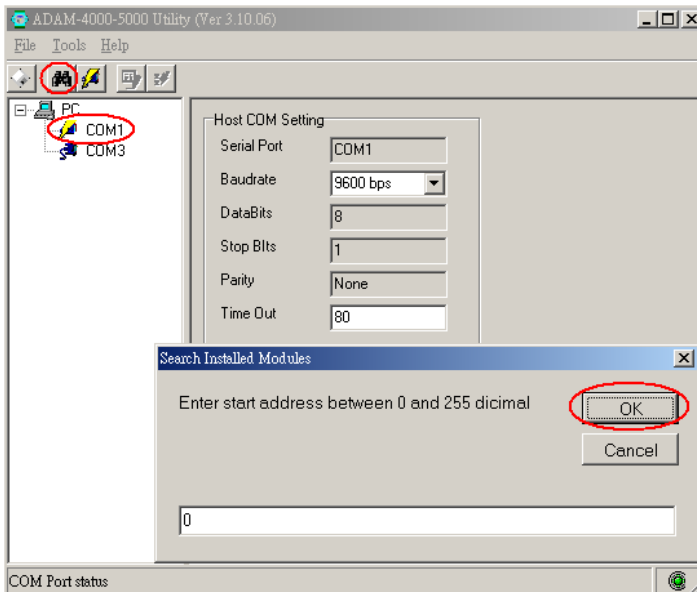 ADAM-4000-5000 Utility (Ver 3.10.06)
File Tools Help
PC
COM1
COM3
Host COM Setting
Serial Port COM1
Baudrate 9600 bps
DataBits 8
Stop BIts 1
Parity None
Time Out 80
Search Installed Modules
Enter start address between 0 and 255 dicimal
OK
Cancel
0
COM Port status